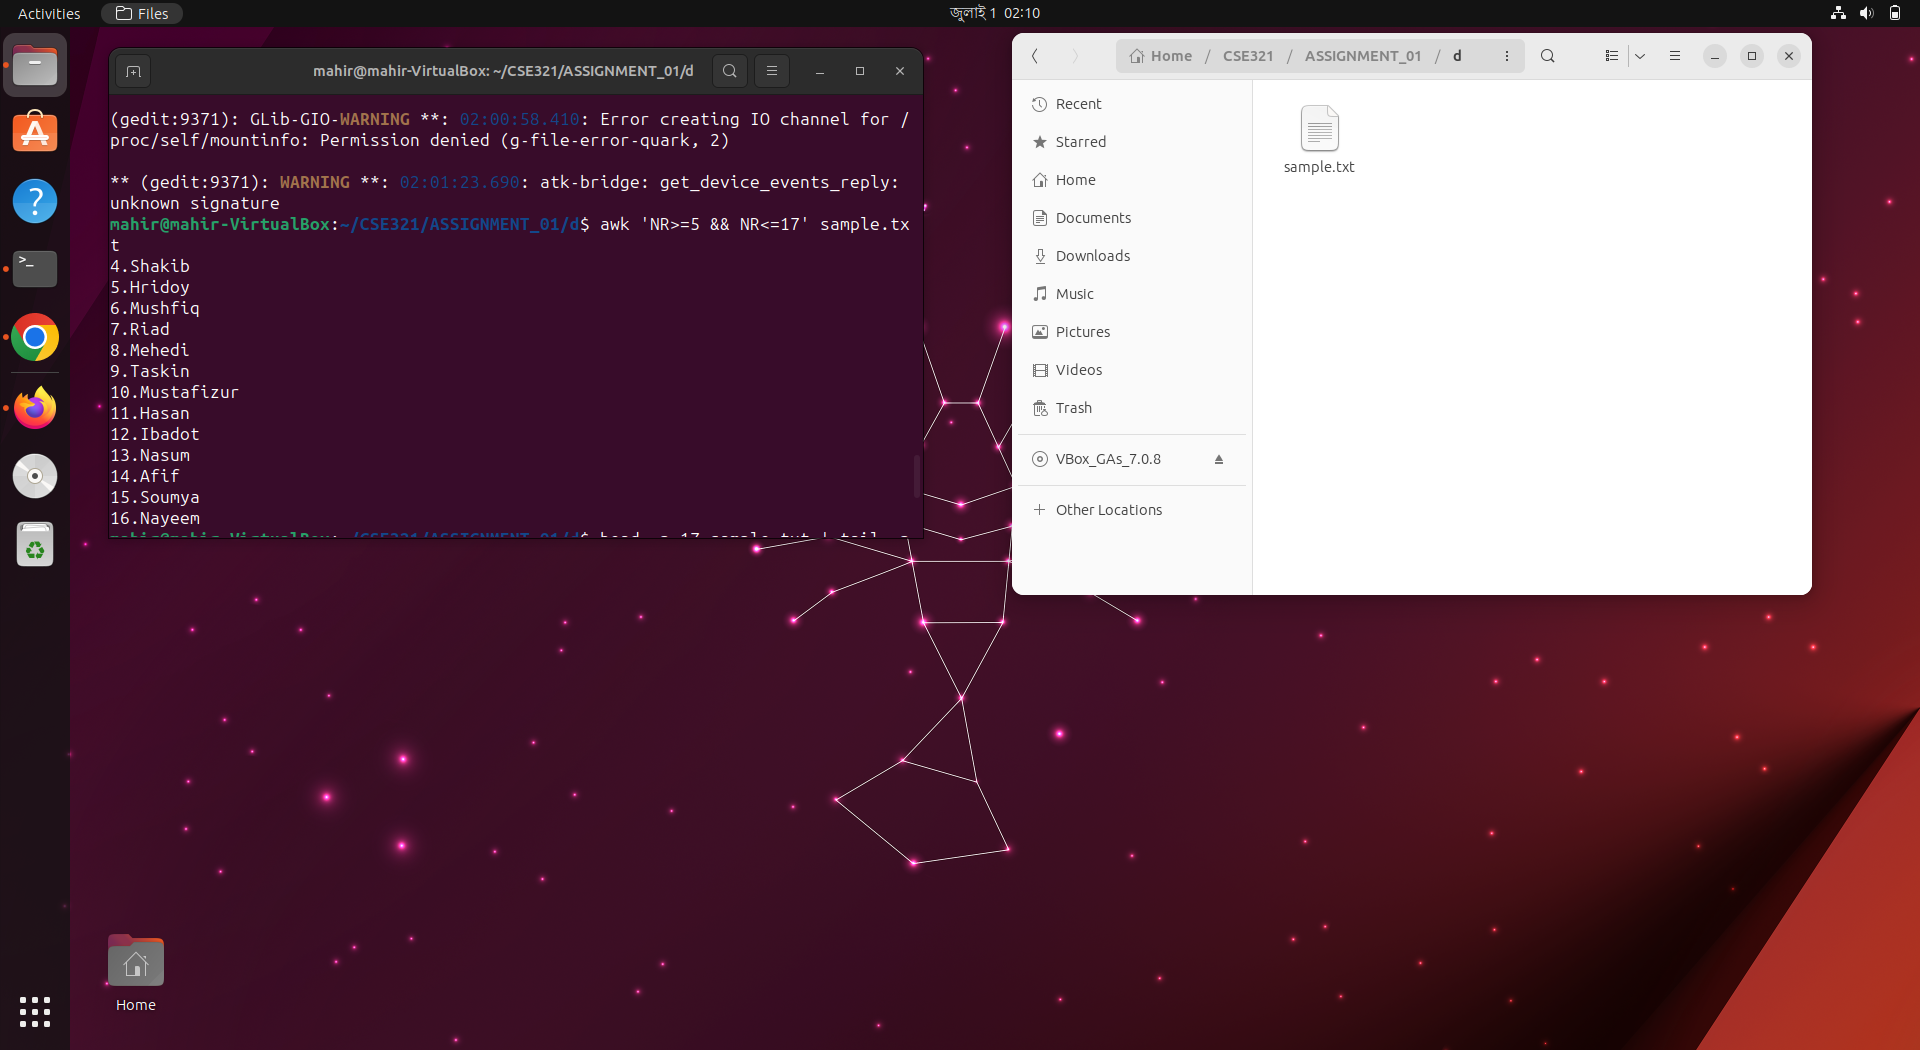 Activities
Files
জুলাই 1 02:10
mahir@mahir-VirtualBox: ~/CSE321/ASSIGNMENT_01/d
(gedit:9371): GLib-GIO-WARNING **: 02:00:58.410: Error creating IO channel for /
proc/self/mountinfo: Permission denied (g-file-error-quark, 2)
** (gedit:9371): WARNING **: 02:01:23.690: atk-bridge: get_device_events_reply:
unknown signature
mahir@mahir-VirtualBox:~/CSE321/ASSIGNMENT_01/d$ awk 'NR>=5 && NR<=17' sample.tx
t
4.Shakib
5.Hridoy
6.Mushfiq
7.Riad
8.Mehedi
9.Taskin
10.Mustafizur
11.Hasan
12.Ibadot
13.Nasum
14.Afif
15.Soumya
16.Nayeem
Home / CSE321 / ASSIGNMENT_01 / d
Recent
Starred
Home
Documents
Downloads
Music
Pictures
Videos
Trash
VBox_GAs_7.0.8
Other Locations
sample.txt
Home